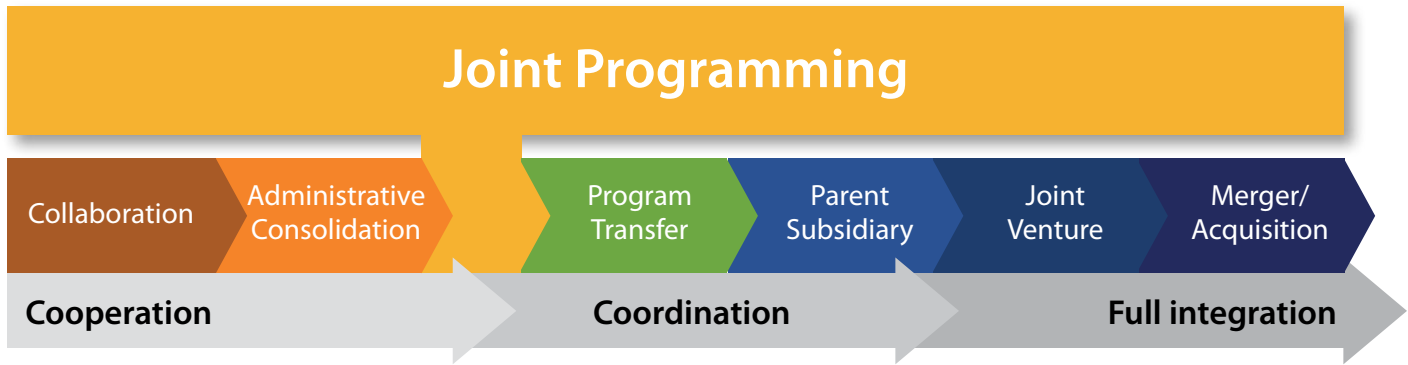 Joint Programming
Collaboration
Administrative
Consolidation
Program
Transfer
Parent
Subsidiary
Joint
Venture
Merger/
Acquisition
Cooperation
Coordination
Full integration